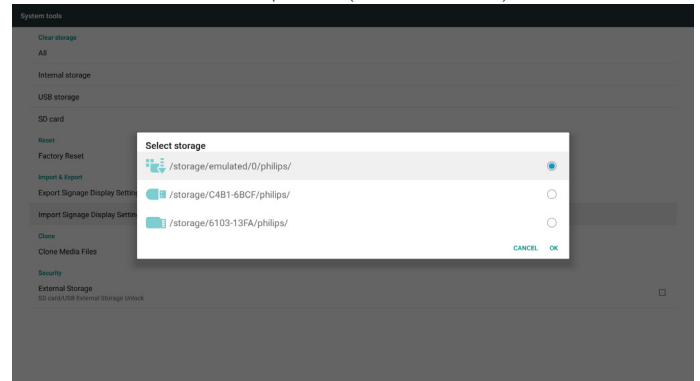 System tools
Clear storage
All
Internal storage
USB storage
SD card
Reset
Factory Reset
Import & Export
Export Signage Display Setting
Import Signage Display Settin
Clone
Clone Media Files
Security
External Storage
SD card/USB External Storage Unlock
Select storage
/storage/emulated/0/philips/
/storage/C4B1-6BCF/philips/
/storage/6103-13FA/philips/
CANCEL OK